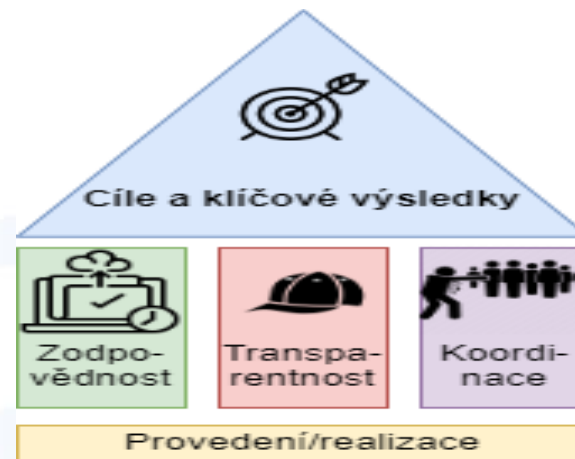 Cíle a klíčové výsledky
Zodpo-
vědnost
Transpa-
rentnost
Koordi-
nace
Provedení/realizace